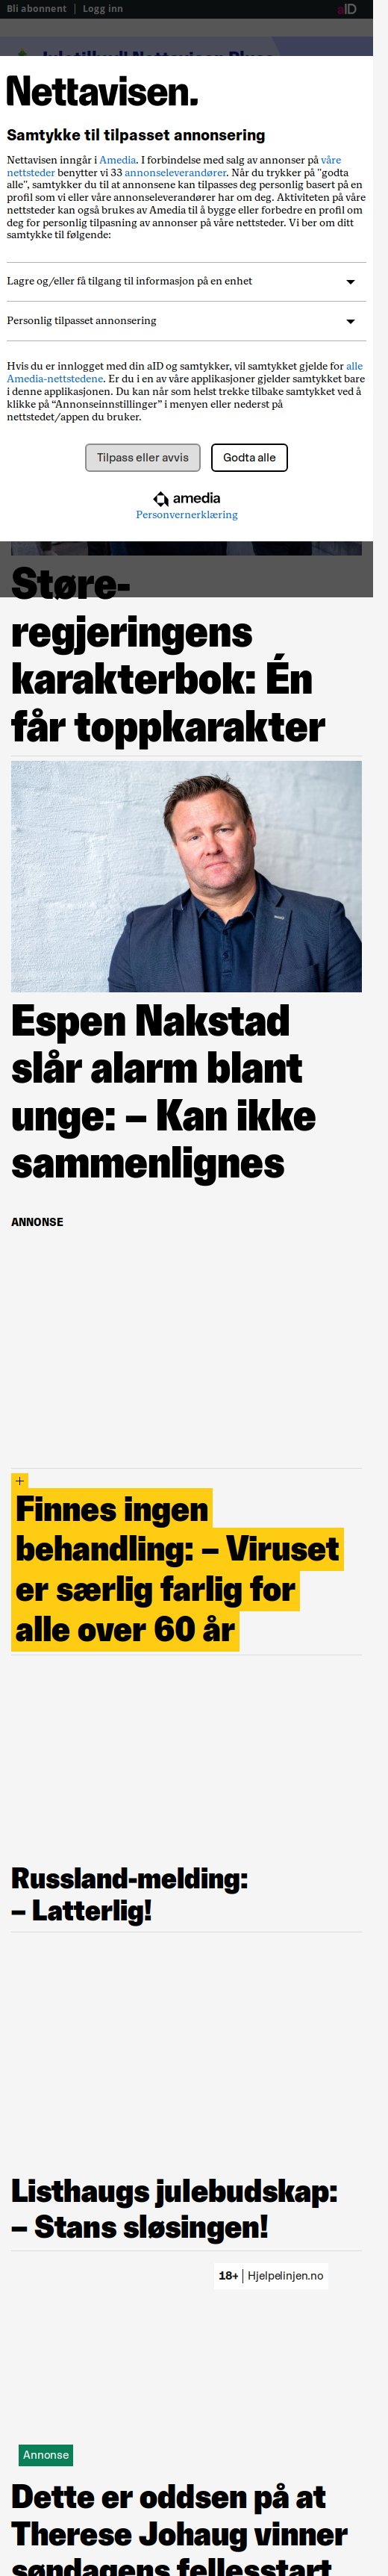 Bli abonnent | Logg inn
aID
Nettavisen.
Samtykke til tilpasset annonsering
Nettavisen inngår i Amedia. I forbindelse med salg av annonser på våre
nettsteder benytter vi 33 annonseleverandører. Når du trykker på "godta
alle", samtykker du til at annonsene kan tilpasses deg personlig basert på en
profil som vi eller våre annonseleverandører har om deg. Aktiviteten på våre
nettsteder kan også brukes av Amedia til å bygge eller forbedre en profil om
deg for personlig tilpasning av annonser på våre nettsteder. Vi ber om ditt
samtykke til følgende:
Lagre og/eller få tilgang til informasjon på en enhet
Personlig tilpasset annonsering
Hvis du er innlogget med din aID og samtykker, vil samtykket gjelde for alle
Amedia-nettstedene. Er du i en av våre applikasjoner gjelder samtykket bare
i denne applikasjonen. Du kan når som helst trekke tilbake samtykket ved å
klikke på “Annonseinnstillinger” i menyen eller nederst på
nettstedet/appen du bruker.
Tilpass eller avvis
Godta alle
amedia
Personvernerklæring
Støre-
regjeringens
karakterbok: Én
får toppkarakter
Espen Nakstad
slår alarm blant
unge: – Kan ikke
sammenlignes
ANNONSE
+
Finnes ingen
behandling: – Viruset
er særlig farlig for
alle over 60 år
Russland-melding:
– Latterlig!
Listhaugs julebudskap:
– Stans sløsingen!
18+ | Hjelpelinjen.no
Annonse
Dette er oddsen på at
Therese Johaug vinner
søndagens fellesstart